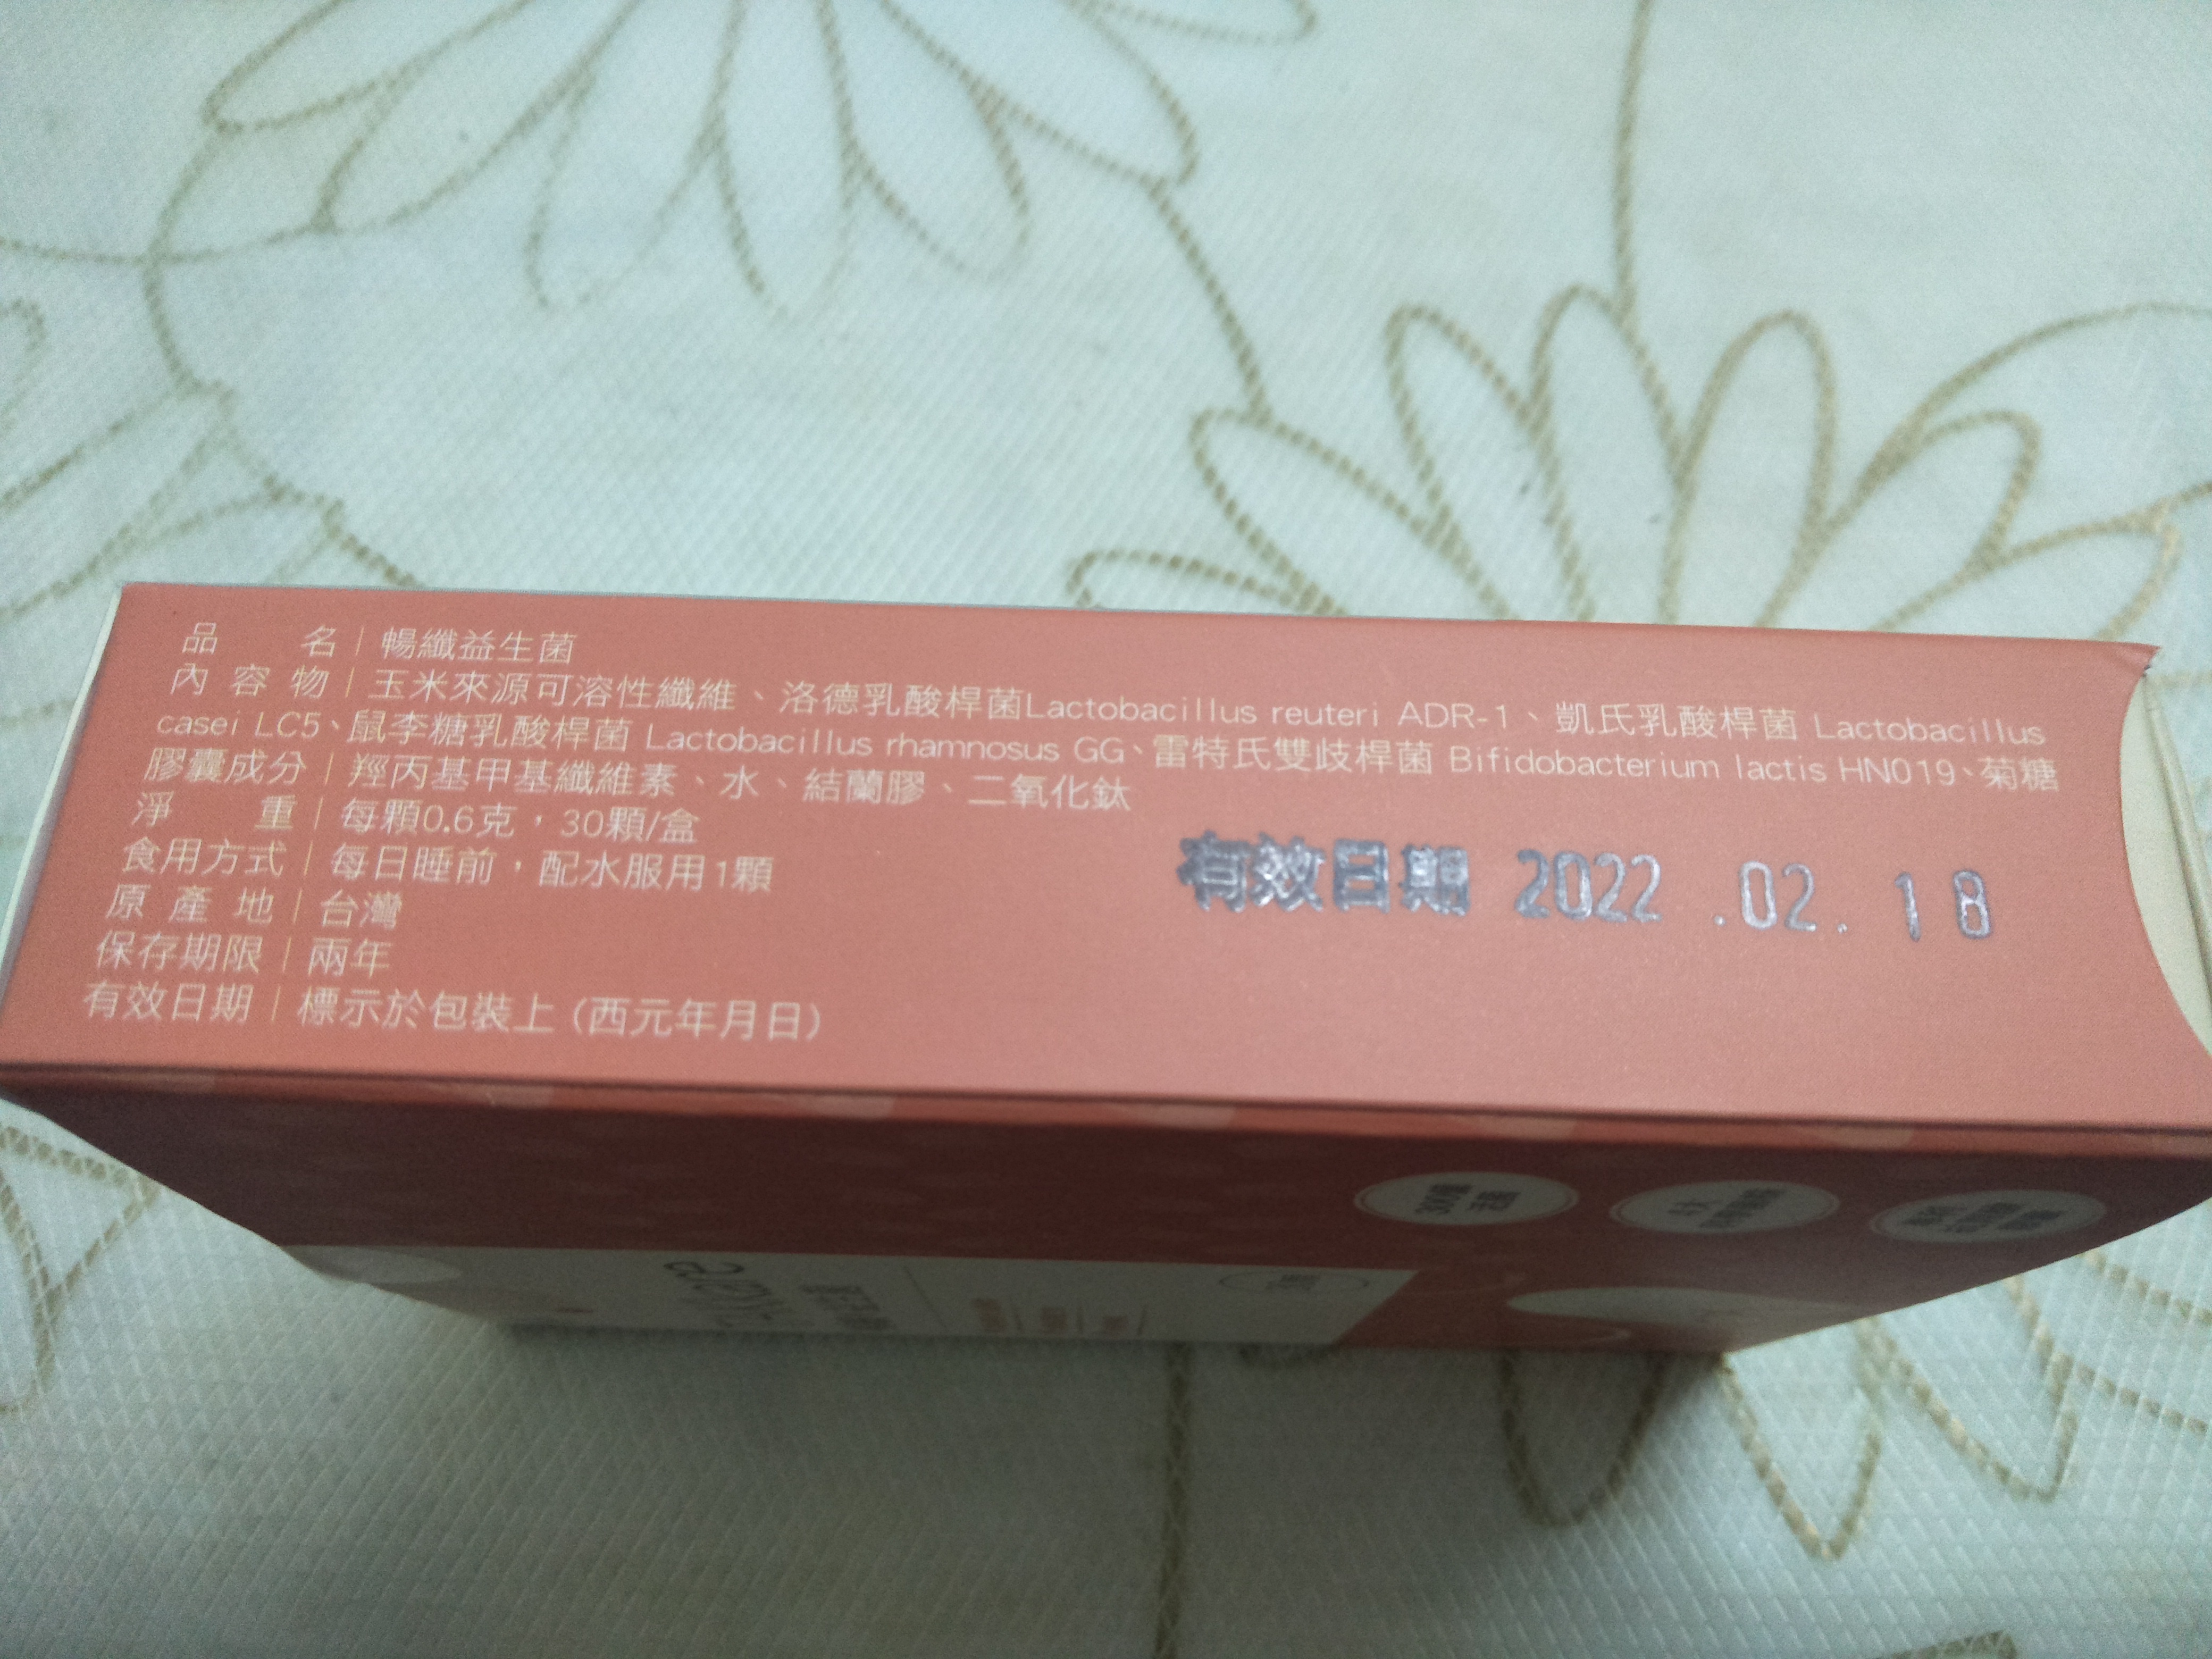 品名｜暢纖益生菌
內容物｜玉米來源可溶性纖維、洛德乳酸桿菌Lactobacillus reuteri ADR-1、凱氏乳酸桿菌 Lactobacillus
casei LC5、鼠李糖乳酸桿菌 Lactobacillus rhamnosus GG、雷特氏雙歧桿菌 Bifidobacterium lactis HN019、菊糖
膠囊成分｜羥丙基甲基纖維素、水、結蘭膠、二氧化鈦
淨重｜每顆0.6克，30顆/盒
食用方式｜每日睡前，配水服用1顆
原產地｜台灣
保存期限｜兩年
有效日期｜標示於包裝上 (西元年月日)
有效日期 2022 .02. 18